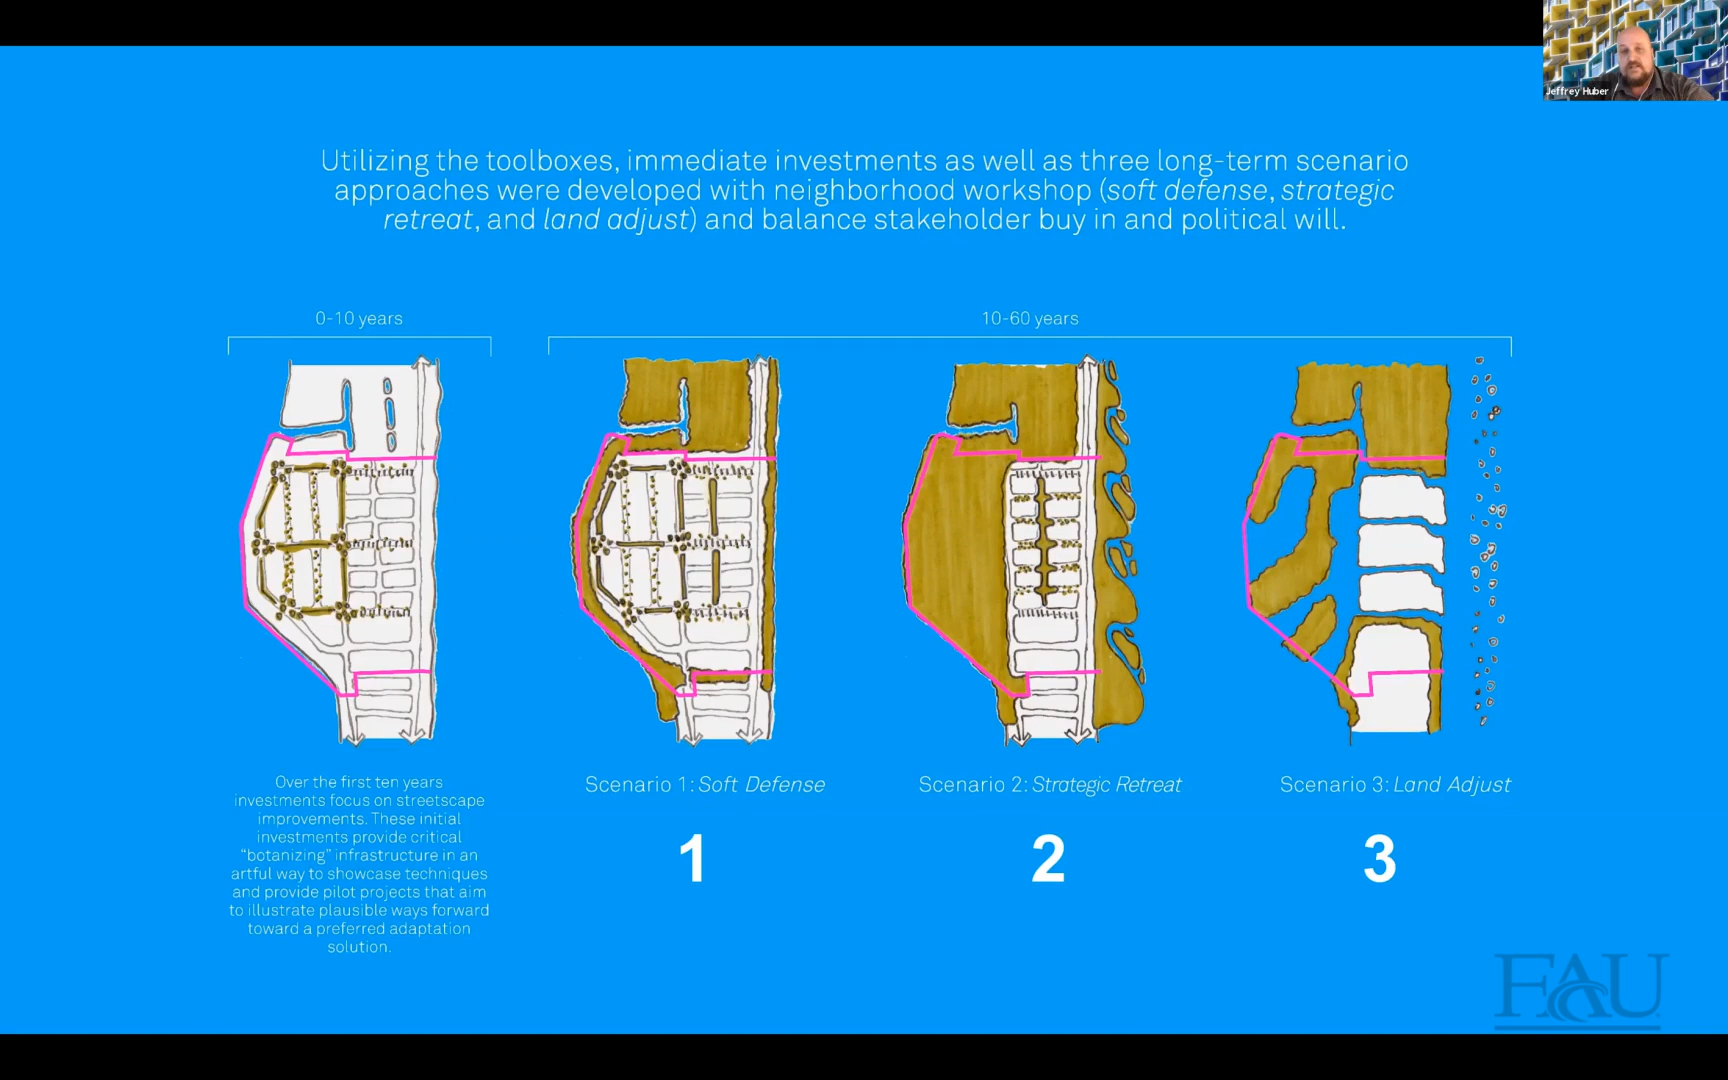 Jeffrey Huber
Utilizing the toolboxes, immediate investments as well as three long-term scenario
approaches were developed with neighborhood workshop (soft defense, strategic
retreat, and land adjust) and balance stakeholder buy in and political will.
0-10 years
10-60 years
Over the first ten years
investments focus on streetscape
improvements. These initial
investments provide critical
“botanizing” infrastructure in an
artful way to showcase techniques
and provide pilot projects that aim
to illustrate plausible ways forward
toward a preferred adaptation
solution.
Scenario 1: Soft Defense
1
Scenario 2: Strategic Retreat
2
Scenario 3: Land Adjust
3
FAU